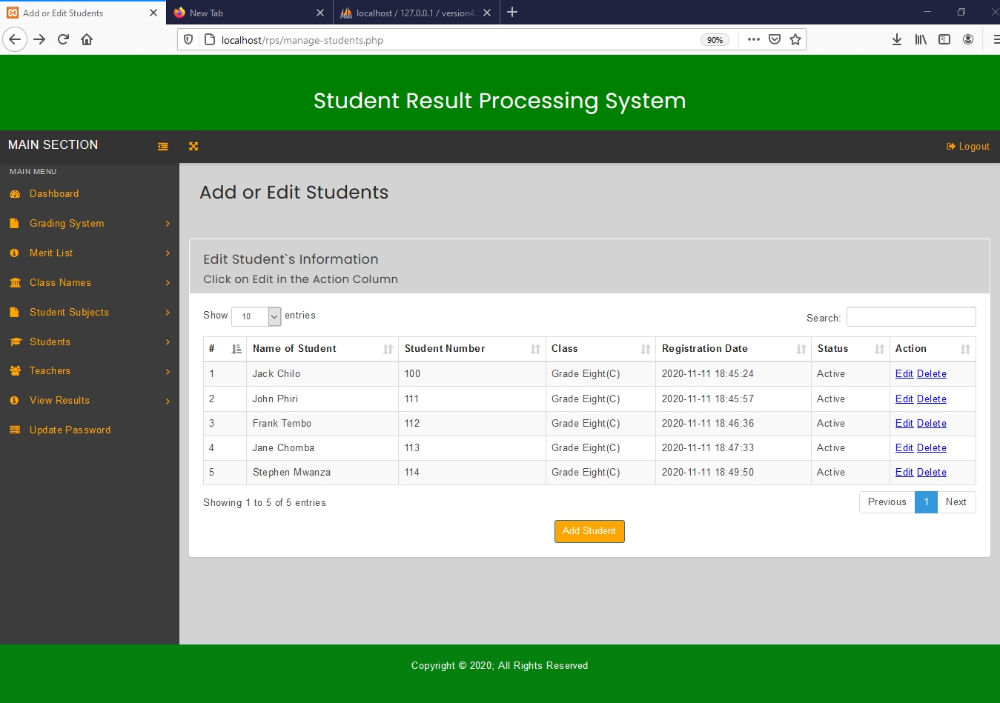 Add or Edit Students
New Tab
localhost / 127.0.0.1 / version4.
localhost/rps/manage-students.php
90%
Student Result Processing System
MAIN SECTION
Logout
MAIN MENU
Dashboard
Grading System
Merit List
Class Names
Student Subjects
Students
Teachers
View Results
Update Password
Add or Edit Students
Edit Student`s Information
Click on Edit in the Action Column
Show 10 entries
Search:
# Name of Student Student Number Class Registration Date Status Action
1 Jack Chilo 100 Grade Eight(C) 2020-11-11 18:45:24 Active Edit Delete
2 John Phiri 111 Grade Eight(C) 2020-11-11 18:45:57 Active Edit Delete
3 Frank Tembo 112 Grade Eight(C) 2020-11-11 18:46:36 Active Edit Delete
4 Jane Chomba 113 Grade Eight(C) 2020-11-11 18:47:33 Active Edit Delete
5 Stephen Mwanza 114 Grade Eight(C) 2020-11-11 18:49:50 Active Edit Delete
Showing 1 to 5 of 5 entries
Previous 1 Next
Add Student
Copyright © 2020; All Rights Reserved